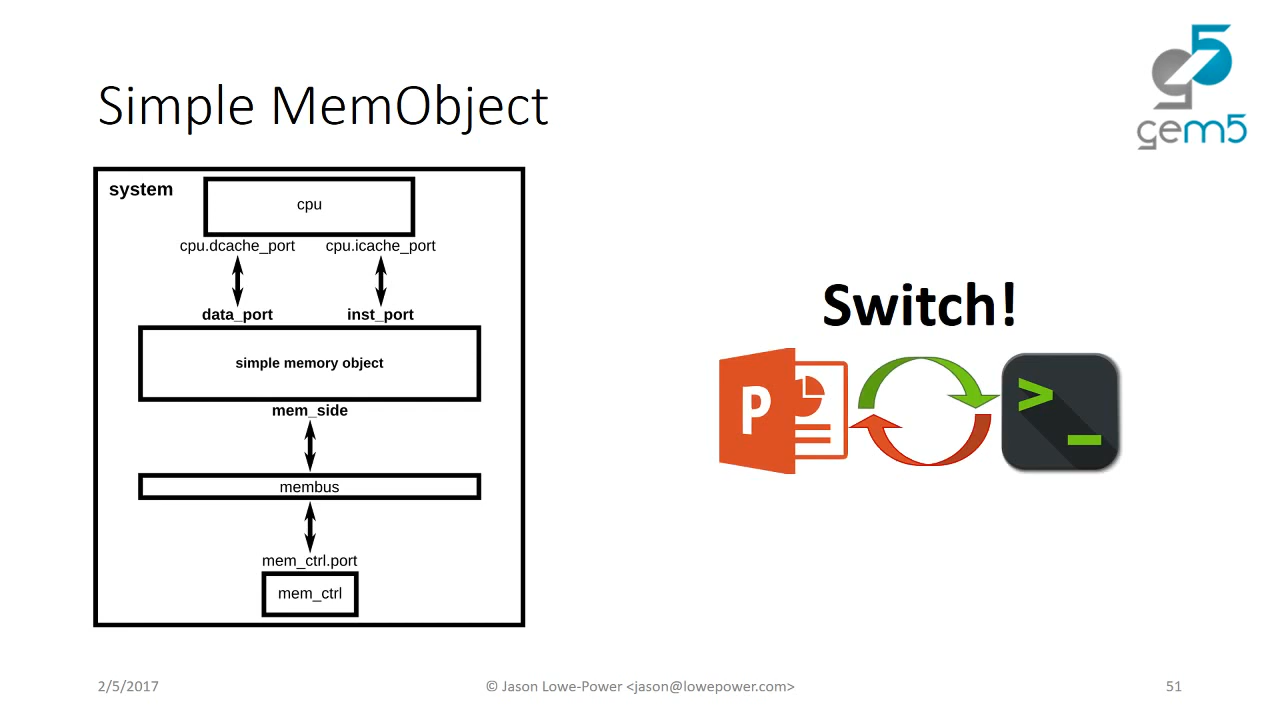 Simple MemObject
gem5
system
cpu
cpu.dcache_port cpu.icache_port
data_port inst_port
simple memory object
mem_side
membus
mem_ctrl.port
mem_ctrl
Switch!
P
>_
2/5/2017 © Jason Lowe-Power <jason@lowepower.com> 51